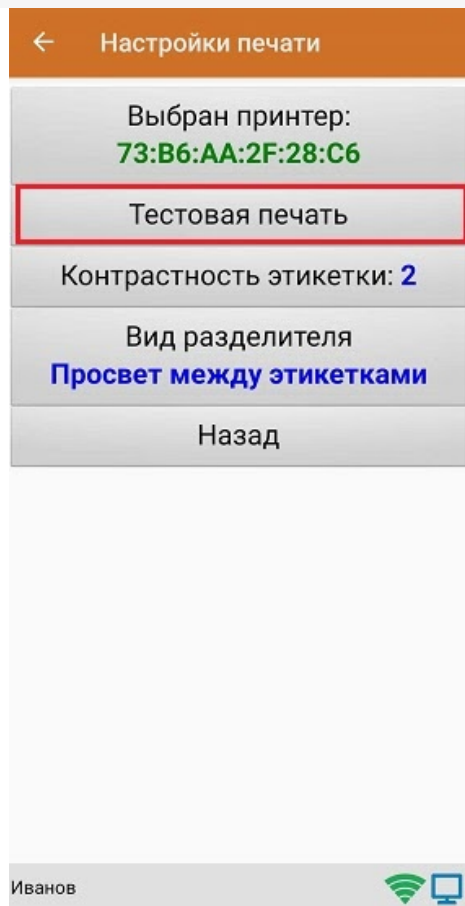 Настройки печати
Выбран принтер:
73:B6:AA:2F:28:C6
Тестовая печать
Контрастность этикетки: 2
Вид разделителя
Просвет между этикетками
Назад
Иванов